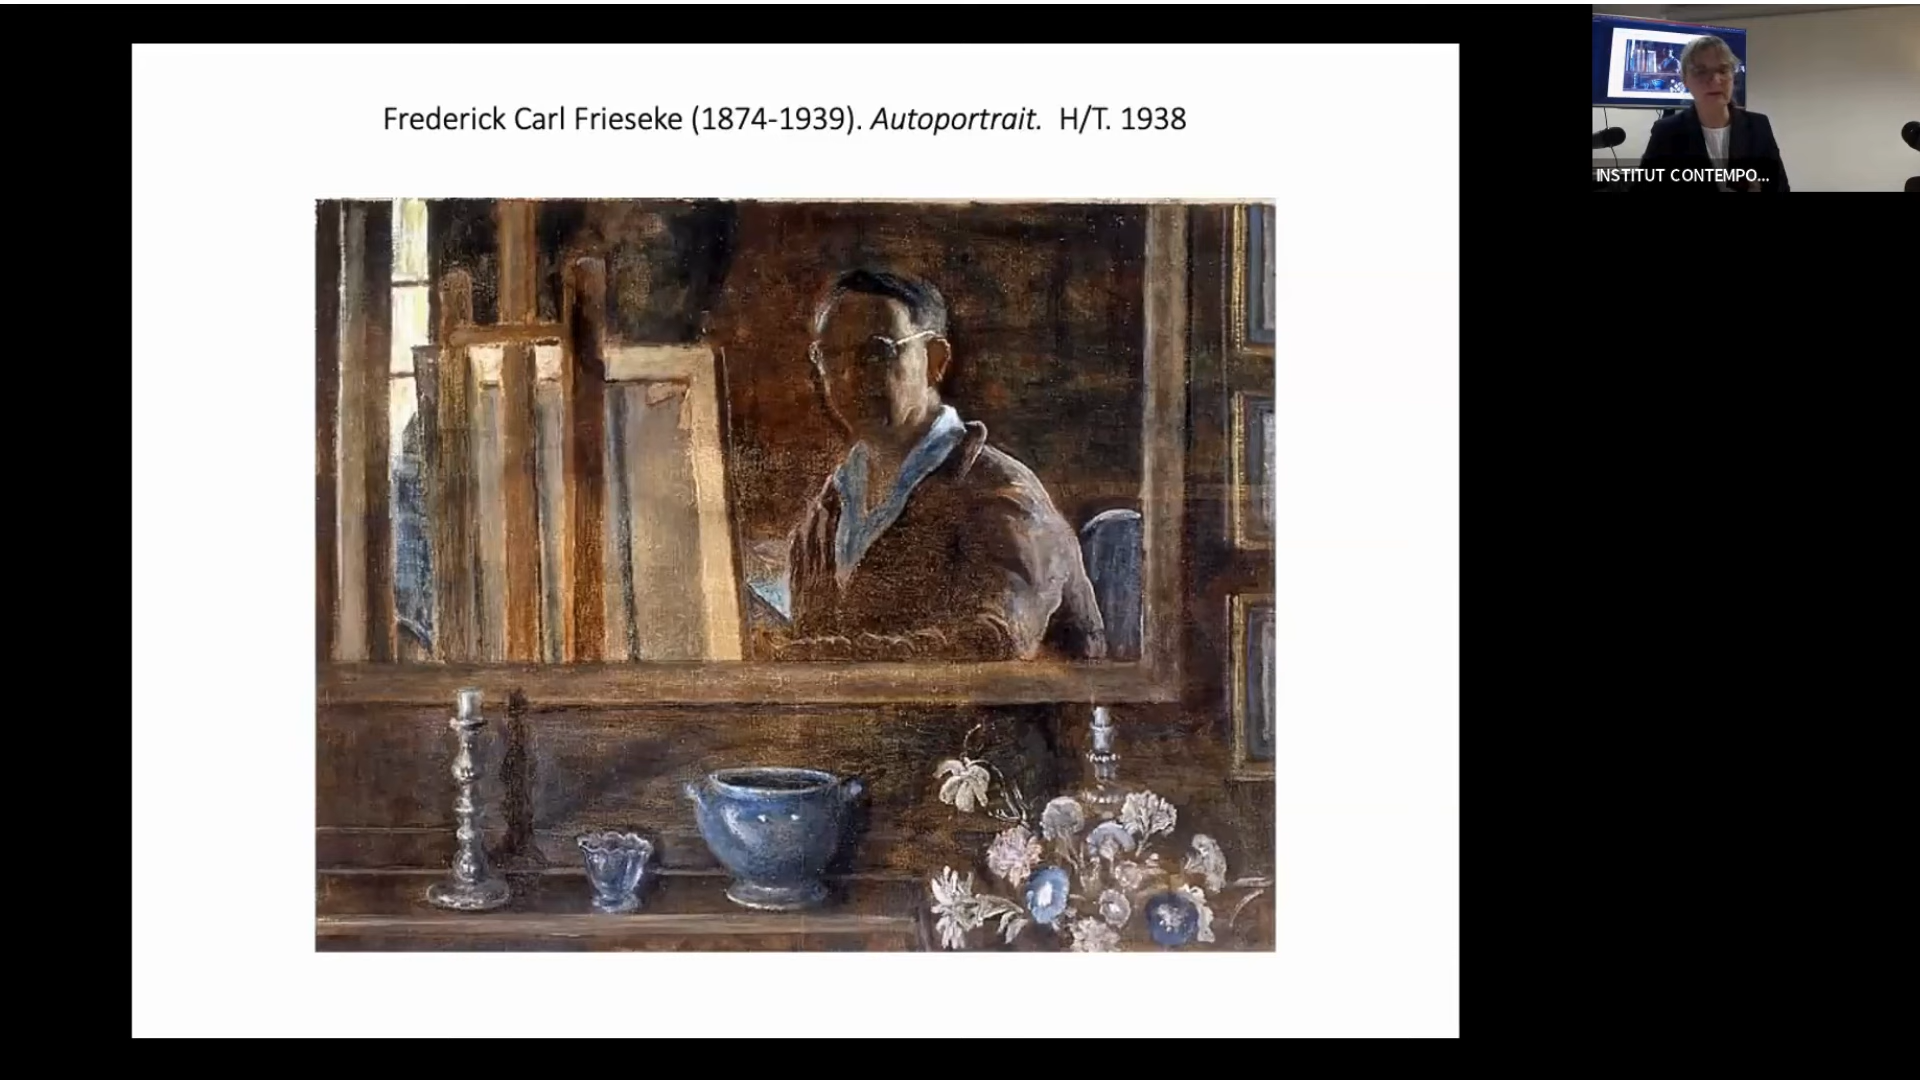 Frederick Carl Frieseke (1874-1939). Autoportrait.  H/T. 1938
INSTITUT CONTEMPO...